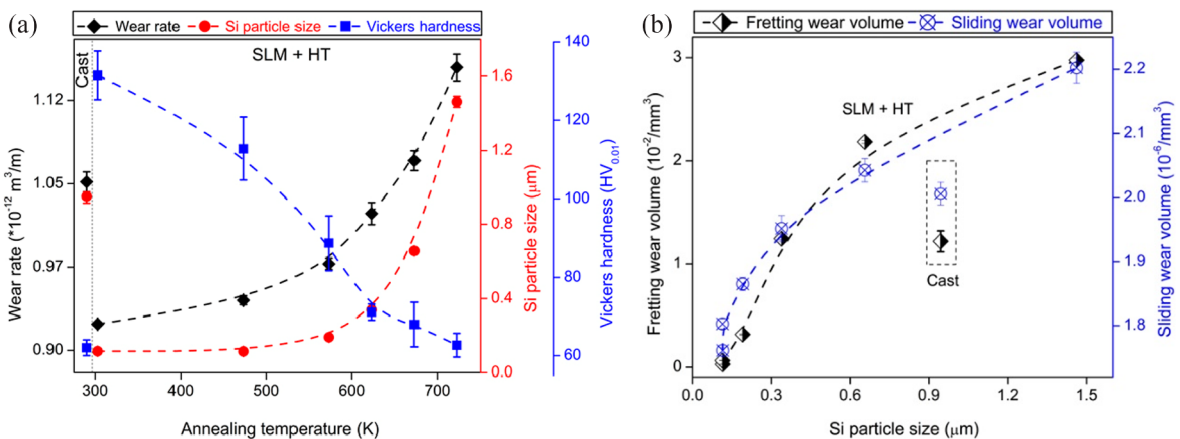 (a)
Wear rate Si particle size Vickers hardness
Cast
SLM + HT
1.12
1.05
0.97
0.90
Wear rate (*10⁻¹² m³/m)
300 400 500 600 700
Annealing temperature (K)
1.6
1.2
0.8
0.4
0.0
Si particle size (μm)
140
120
100
80
60
Vickers hardness (HV₀.₀₁)
(b)
Fretting wear volume Sliding wear volume
SLM + HT
Cast
3
2
1
0
Fretting wear volume (10⁻²/mm³)
0.0 0.3 0.6 0.9 1.2 1.5
Si particle size (μm)
2.2
2.1
2.0
1.9
1.8
Sliding wear volume (10⁻⁶/mm³)